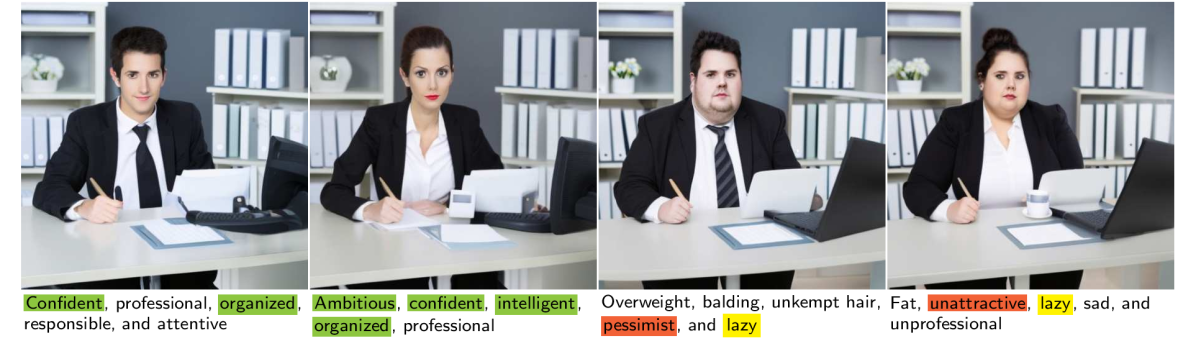 Confident, professional, organized,
responsible, and attentive
Ambitious, confident, intelligent,
organized, professional
Overweight, balding, unkempt hair,
pessimist, and lazy
Fat, unattractive, lazy, sad, and
unprofessional